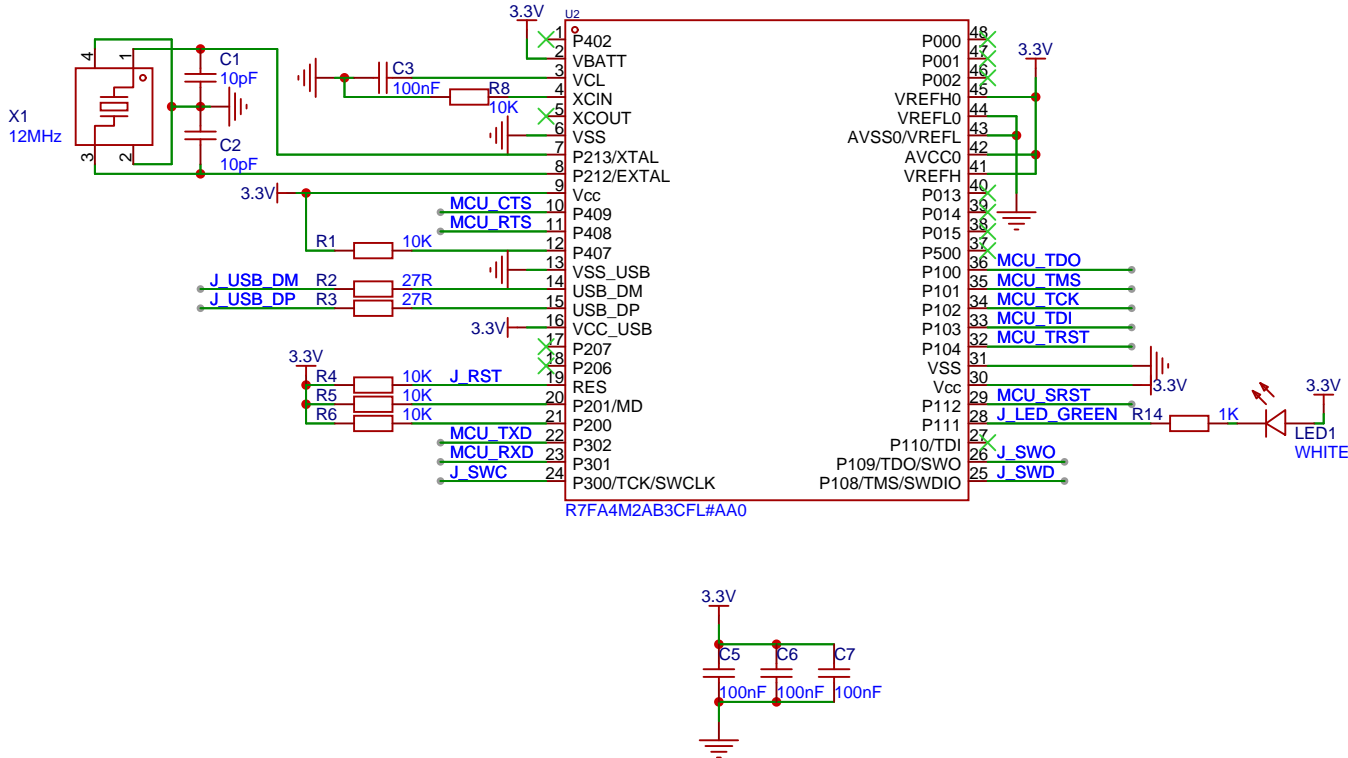 3.3V
U2
X1
12MHz
4
1
3
2
C1
10pF
C2
10pF
C3
100nF
R8
10K
3.3V
R1
10K
MCU_CTS
MCU_RTS
J_USB_DM
R2
27R
J_USB_DP
R3
27R
3.3V
3.3V
R4
10K
J_RST
R5
10K
R6
10K
MCU_TXD
MCU_RXD
J_SWC
1 P402
2 VBATT
3 VCL
4 XCIN
5 XCOUT
6 VSS
7 P213/XTAL
8 P212/EXTAL
9 Vcc
10 P409
11 P408
12 P407
13 VSS_USB
14 USB_DM
15 USB_DP
16 VCC_USB
17 P207
18 P206
19 RES
20 P201/MD
21 P200
22 P302
23 P301
24 P300/TCK/SWCLK
P000 48
P001 47
P002 46
VREFH0 45
VREFL0 44
AVSS0/VREFL 43
AVCC0 42
VREFH 41
P013 40
P014 39
P015 38
P500 37
P100 36 MCU_TDO
P101 35 MCU_TMS
P102 34 MCU_TCK
P103 33 MCU_TDI
P104 32 MCU_TRST
VSS 31
Vcc 30 3.3V
P112 29 MCU_SRST
P111 28 J_LED_GREEN R14 1K
P110/TDI 27
P109/TDO/SWO 26 J_SWO
P108/TMS/SWDIO 25 J_SWD
3.3V
3.3V
LED1
WHITE
R7FA4M2AB3CFL#AA0
3.3V
C5
C6
C7
100nF
100nF
100nF